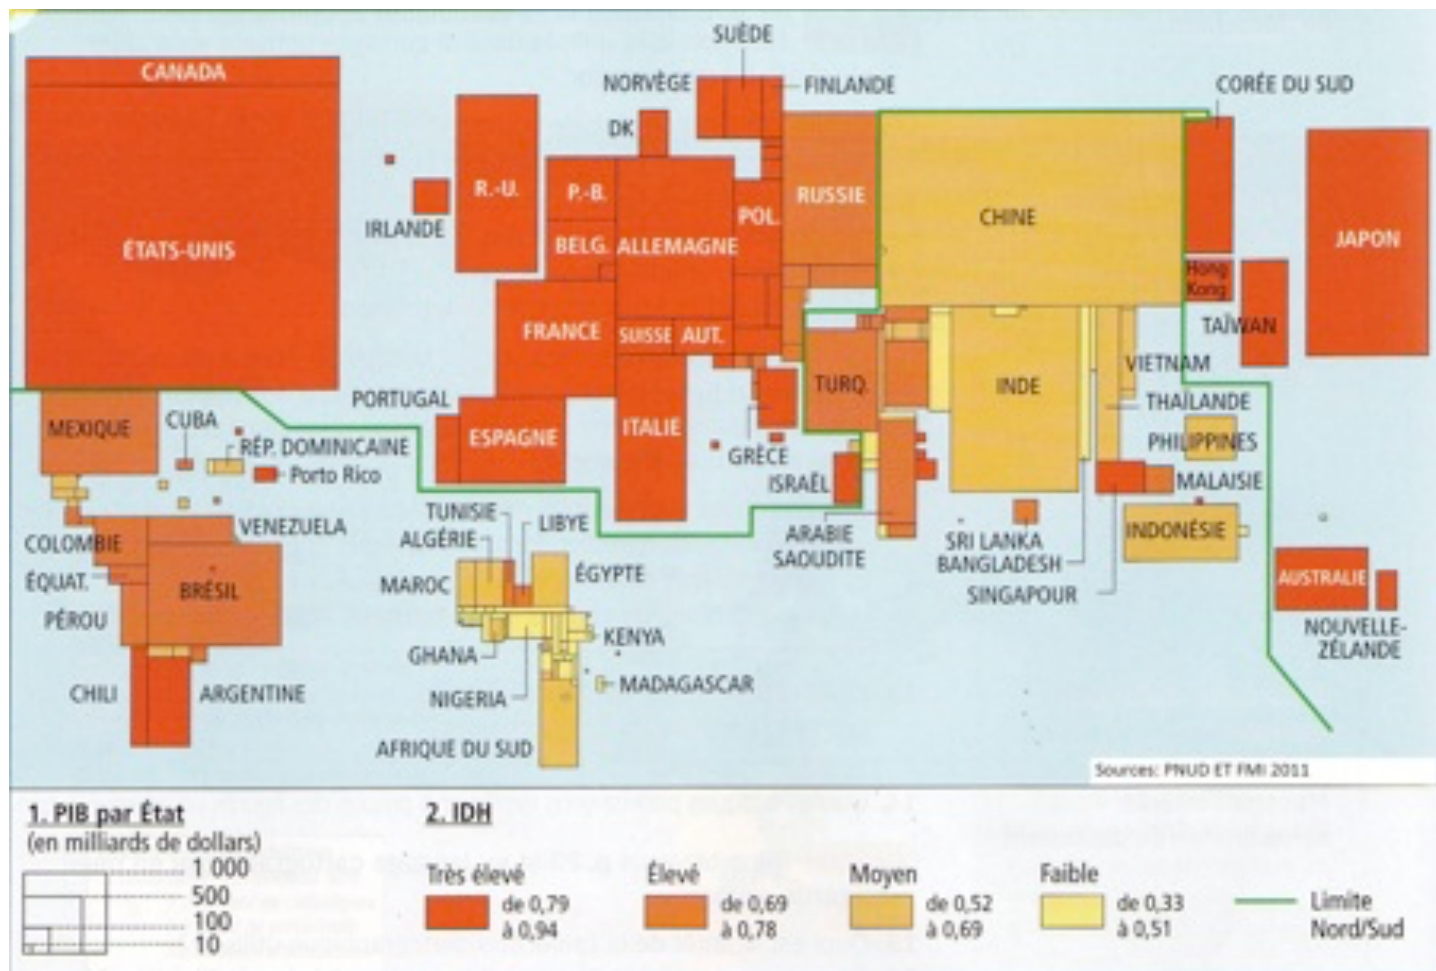 SUÈDE
CANADA
NORVÈGE
FINLANDE
CORÉE DU SUD
DK
R.-U.
P.-B.
RUSSIE
IRLANDE
POL.
CHINE
BELG.
ALLEMAGNE
ÉTATS-UNIS
JAPON
Hong
Kong
FRANCE
SUISSE
AUT.
TAÏWAN
VIETNAM
TURQ.
INDE
PORTUGAL
THAÏLANDE
MEXIQUE
CUBA
ESPAGNE
ITALIE
PHILIPPINES
RÉP. DOMINICAINE
GRÈCE
Porto Rico
ISRAËL
MALAISIE
TUNISIE
LIBYE
VENEZUELA
ALGÉRIE
ARABIE
SAOUDITE
SRI LANKA
INDONÉSIE
COLOMBIE
BANGLADESH
ÉQUAT.
MAROC
ÉGYPTE
AUSTRALIE
BRÉSIL
SINGAPOUR
PÉROU
KENYA
NOUVELLE-
ZÉLANDE
GHANA
MADAGASCAR
CHILI
ARGENTINE
NIGERIA
AFRIQUE DU SUD
Sources: PNUD ET FMI 2011
1. PIB par État
(en milliards de dollars)
1 000
500
100
10
2. IDH
Très élevé
de 0,79
à 0,94
Élevé
de 0,69
à 0,78
Moyen
de 0,52
à 0,69
Faible
de 0,33
à 0,51
Limite
Nord/Sud